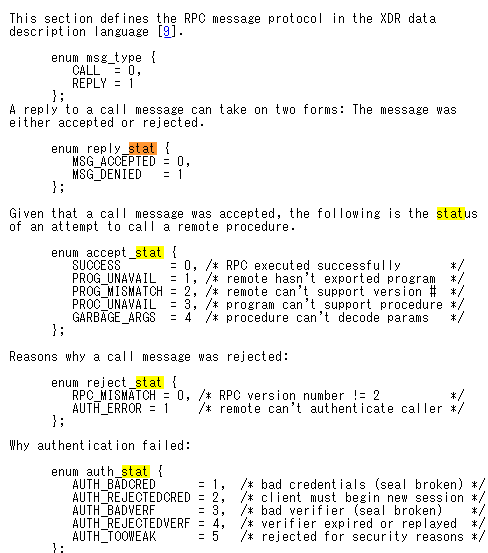 This section defines the RPC message protocol in the XDR data
description language [9].
enum msg_type {
CALL  = 0,
REPLY = 1
};
A reply to a call message can take on two forms: The message was
either accepted or rejected.
enum reply_stat {
MSG_ACCEPTED = 0,
MSG_DENIED   = 1
};
Given that a call message was accepted, the following is the status
of an attempt to call a remote procedure.
enum accept_stat {
SUCCESS       = 0, /* RPC executed successfully       */
PROG_UNAVAIL  = 1, /* remote hasn't exported program  */
PROG_MISMATCH = 2, /* remote can't support version #  */
PROC_UNAVAIL  = 3, /* program can't support procedure */
GARBAGE_ARGS  = 4  /* procedure can't decode params   */
};
Reasons why a call message was rejected:
enum reject_stat {
RPC_MISMATCH = 0, /* RPC version number != 2          */
AUTH_ERROR = 1    /* remote can't authenticate caller */
};
Why authentication failed:
enum auth_stat {
AUTH_BADCRED      = 1,  /* bad credentials (seal broken) */
AUTH_REJECTEDCRED = 2,  /* client must begin new session */
AUTH_BADVERF      = 3,  /* bad verifier (seal broken)    */
AUTH_REJECTEDVERF = 4,  /* verifier expired or replayed  */
AUTH_TOOWEAK      = 5   /* rejected for security reasons */
};